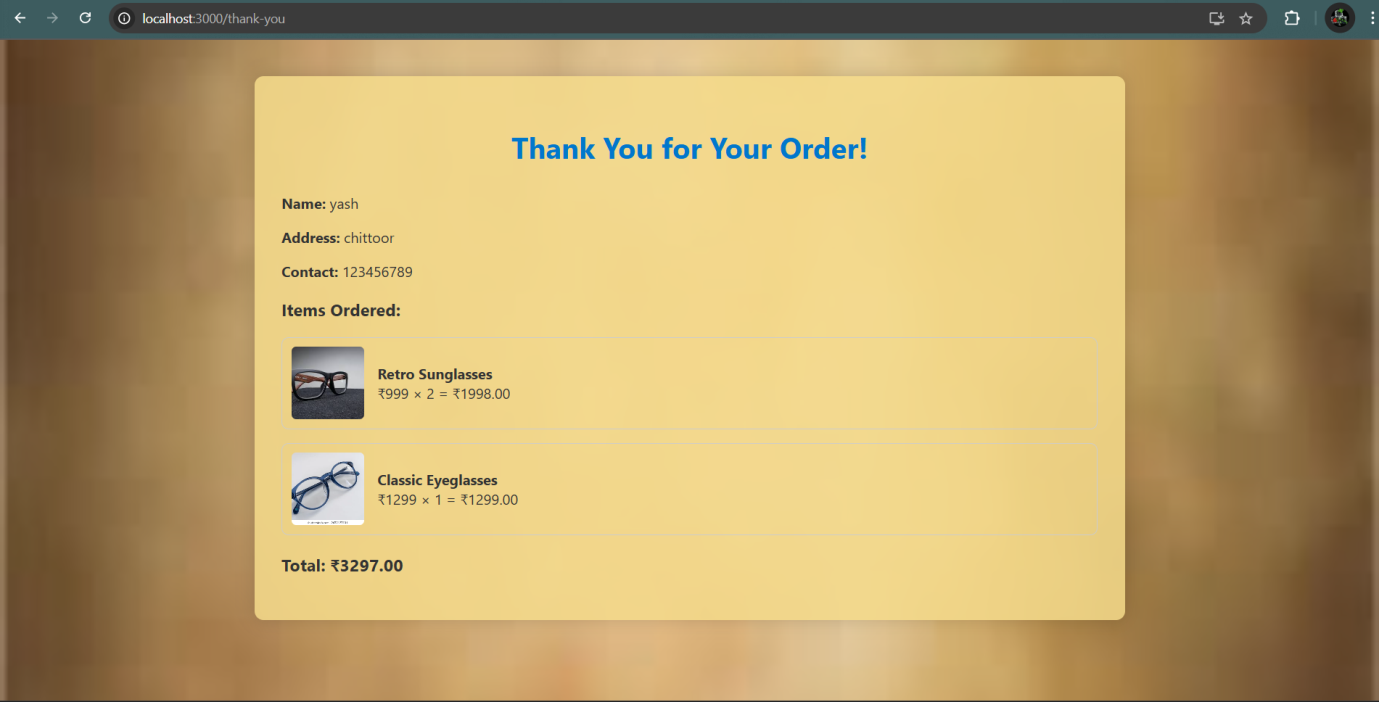 localhost:3000/thank-you
Thank You for Your Order!
Name: yash
Address: chittoor
Contact: 123456789
Items Ordered:
Retro Sunglasses
₹999 × 2 = ₹1998.00
Classic Eyeglasses
₹1299 × 1 = ₹1299.00
Total: ₹3297.00